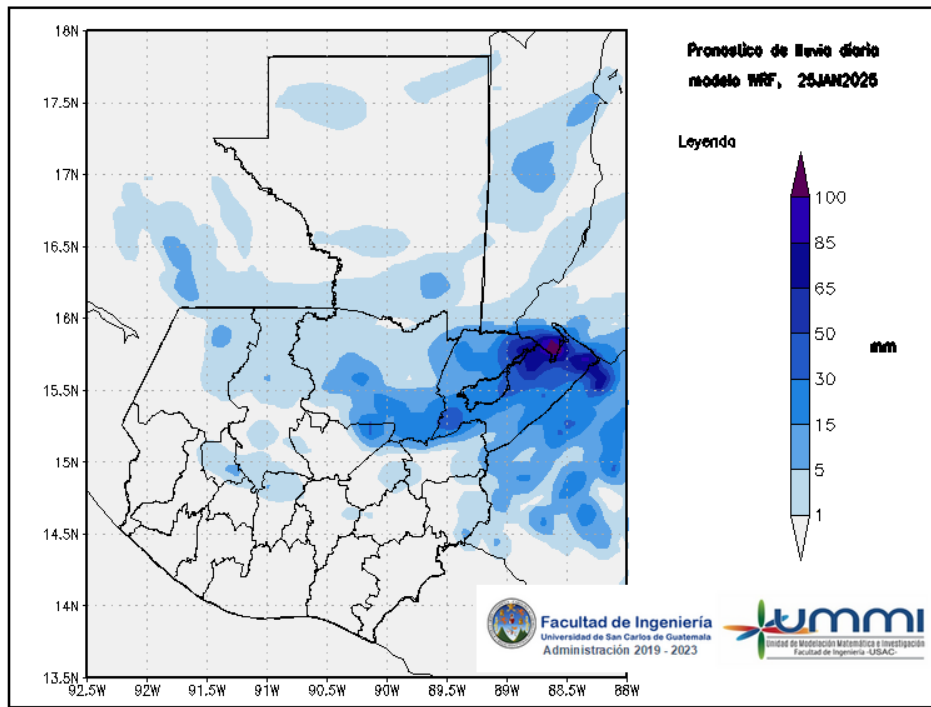 18N
17.5N
17N
16.5N
16N
15.5N
15N
14.5N
14N
13.5N
92.5W 92W 91.5W 91W 90.5W 90W 89.5W 89W 88.5W 88W
Pronostico de lluvia diaria
modelo WRF, 25JAN2025
Leyenda
100
85
65
50
30
15
5
1
mm
Facultad de Ingeniería
Universidad de San Carlos de Guatemala
Administración 2019 - 2023
UMMI
Unidad de Modelación Matemática e Investigación
Facultad de Ingeniería -USAC-